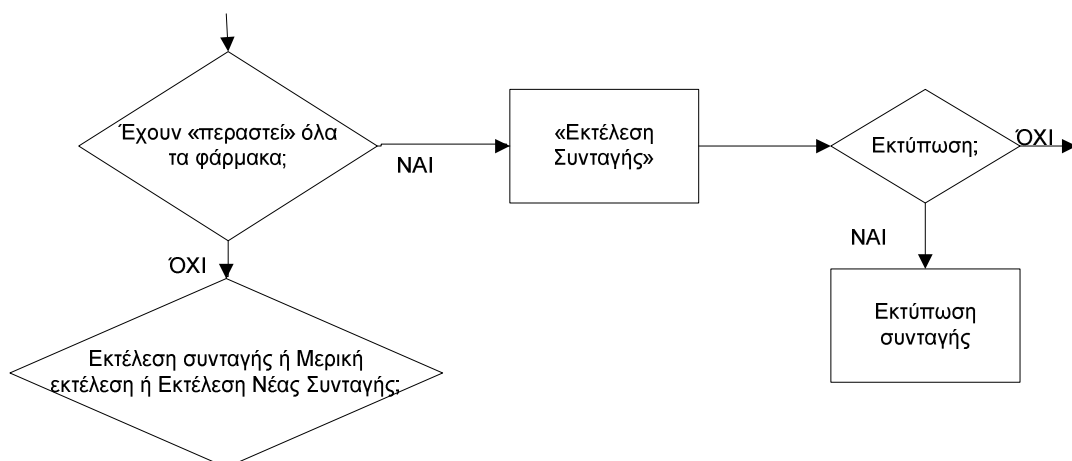 Έχουν «περαστεί» όλα
τα φάρμακα;
ΝΑΙ
«Εκτέλεση
Συνταγής»
Εκτύπωση;
ΌΧΙ
ΝΑΙ
Εκτύπωση
συνταγής
ΌΧΙ
Εκτέλεση συνταγής ή Μερική
εκτέλεση ή Εκτέλεση Νέας Συνταγής;